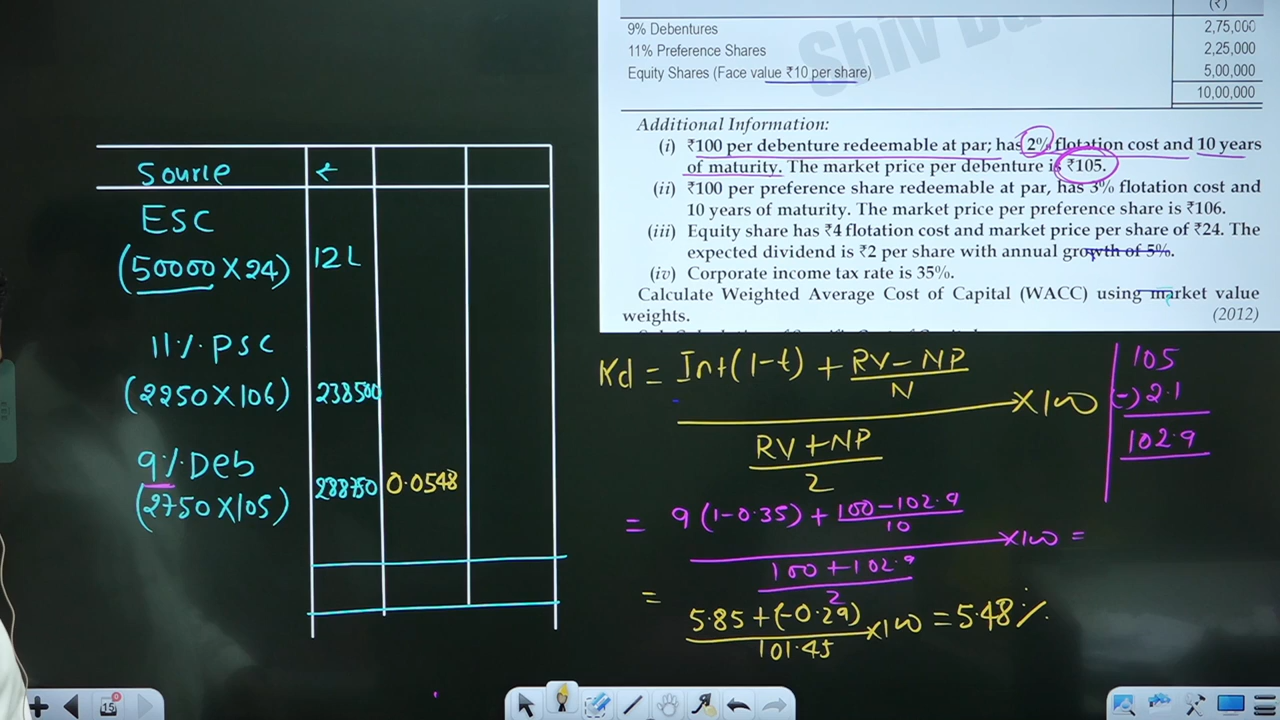 (₹)
9% Debentures 2,75,000
11% Preference Shares 2,25,000
Equity Shares (Face value ₹10 per share) 5,00,000
10,00,000
Additional Information:
(i) ₹100 per debenture redeemable at par; has 2% flotation cost and 10 years
of maturity. The market price per debenture is ₹105.
(ii) ₹100 per preference share redeemable at par, has 3% flotation cost and
10 years of maturity. The market price per preference share is ₹106.
(iii) Equity share has ₹4 flotation cost and market price per share of ₹24. The
expected dividend is ₹2 per share with annual growth of 5%.
(iv) Corporate income tax rate is 35%.
Calculate Weighted Average Cost of Capital (WACC) using market value
weights. (2012)
Shiv Da
Source ₹
ESC
(50000 X 24) 12 L
11 % PSC
(2250 X 106) 238500
9% Deb
(2750 X 105) 288750 0.0548
Kd = Int (1-t) + RV - NP
N
X 100
RV + NP
2
105
(-) 2.1
102.9
= 9 (1-0.35) + 100-102.9
10
X 100 =
100 + 102.9
2
= 5.85 + (-0.29) X 100 = 5.48 %
101.45
15
0